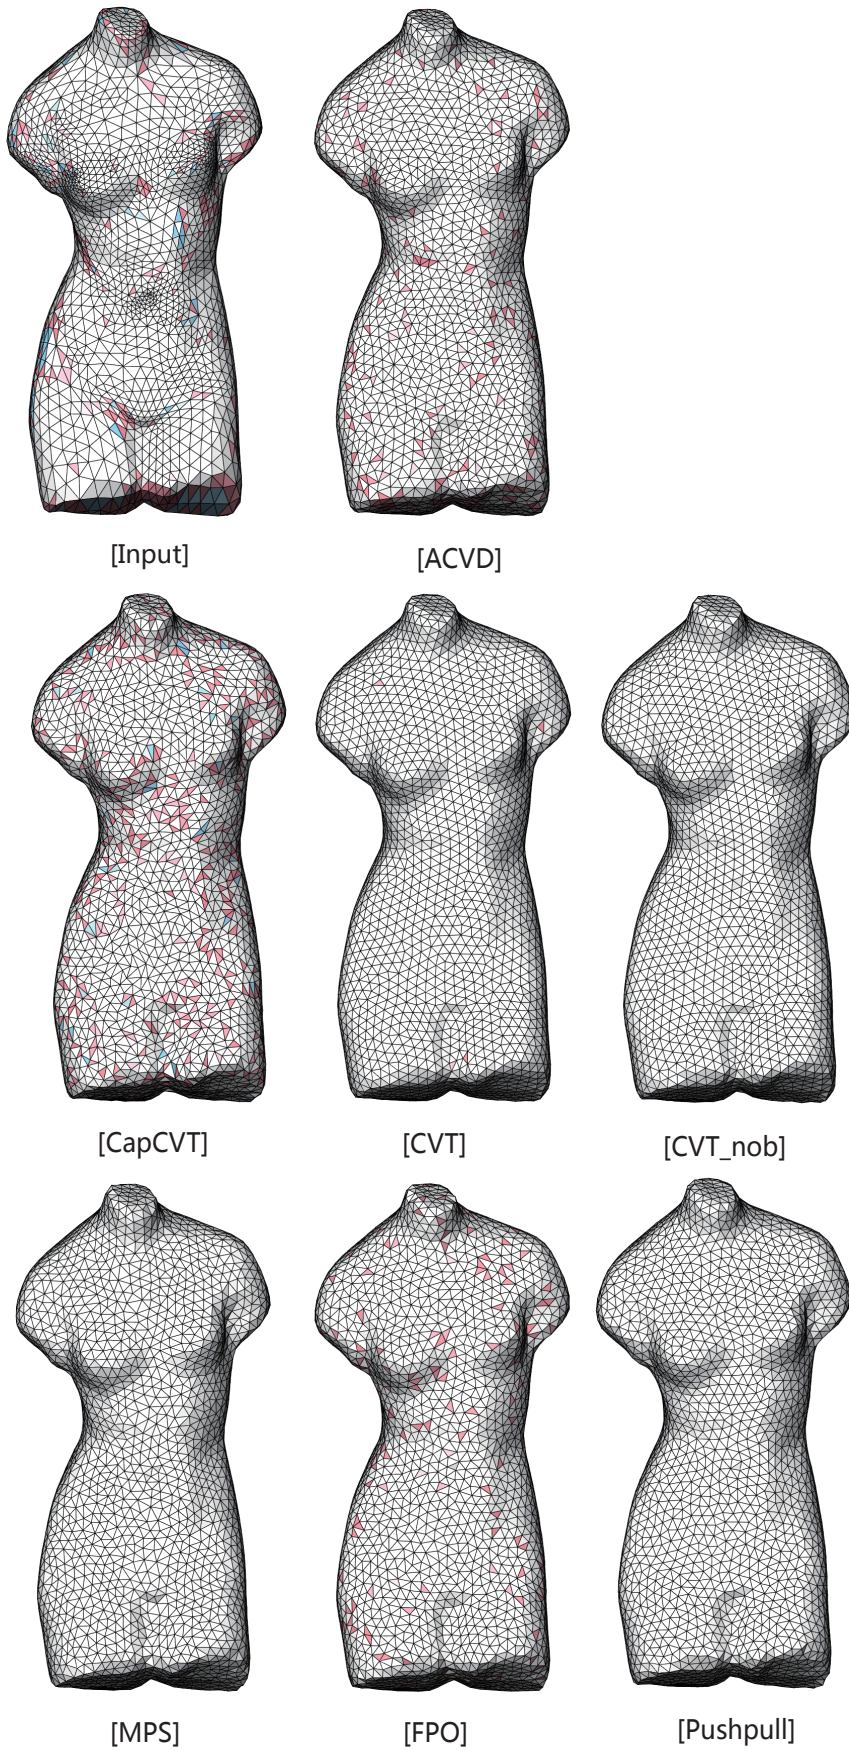 [Input]
[ACVD]
[CapCVT]
[CVT]
[CVT_nob]
[MPS]
[FPO]
[Pushpull]